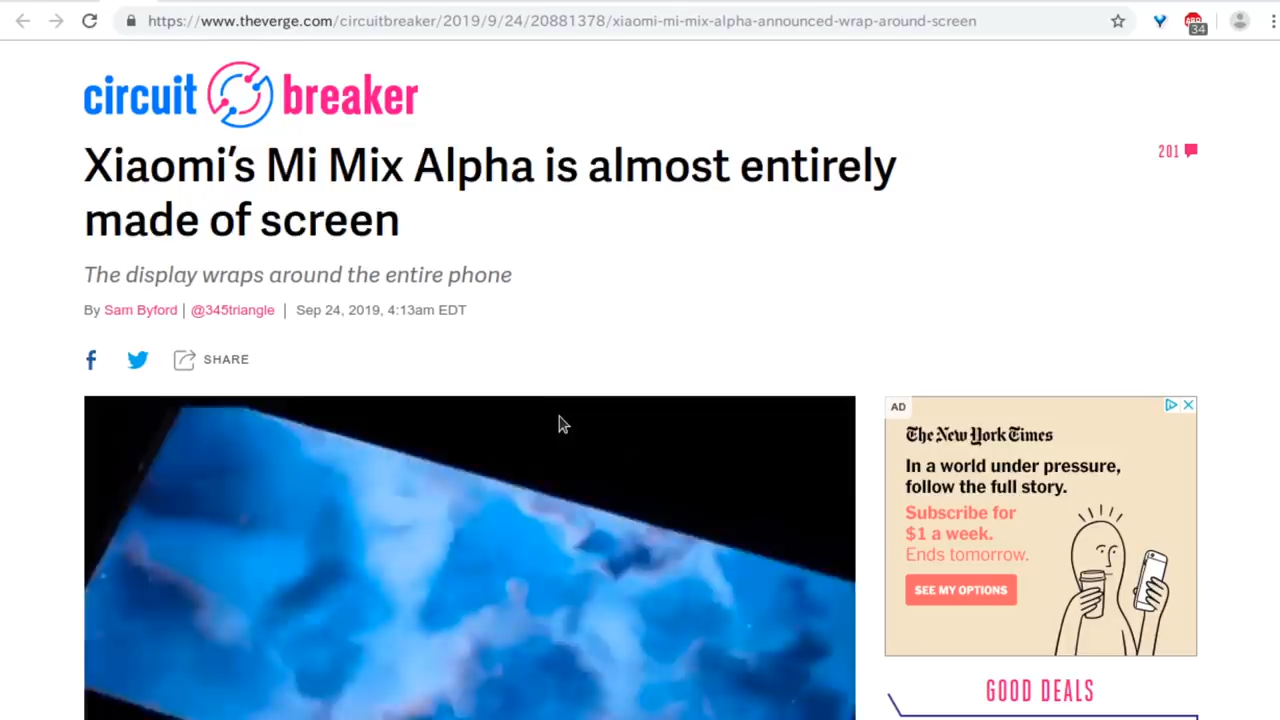 https://www.theverge.com/circuitbreaker/2019/9/24/20881378/xiaomi-mi-mix-alpha-announced-wrap-around-screen
ABP
34
circuit breaker
Xiaomi's Mi Mix Alpha is almost entirely
made of screen
201
The display wraps around the entire phone
By Sam Byford | @345triangle | Sep 24, 2019, 4:13am EDT
SHARE
AD
The New York Times
In a world under pressure,
follow the full story.
Subscribe for
$1 a week.
Ends tomorrow.
SEE MY OPTIONS
GOOD DEALS